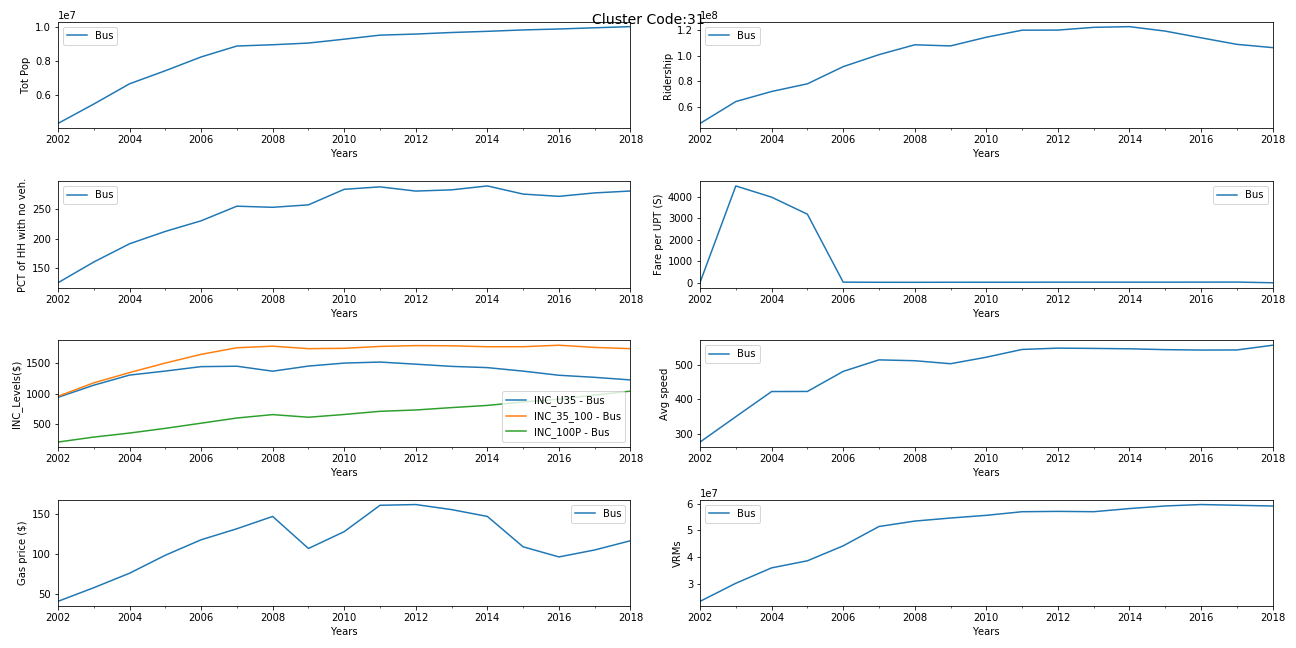 Cluster Code:31
1e7
1.0
0.8
0.6
Tot Pop
Bus
2002 2004 2006 2008 2010 2012 2014 2016 2018
Years
1e8
1.2
1.0
0.8
0.6
Ridership
Bus
2002 2004 2006 2008 2010 2012 2014 2016 2018
Years
250
200
150
PCT of HH with no veh.
Bus
2002 2004 2006 2008 2010 2012 2014 2016 2018
Years
4000
3000
2000
1000
0
Fare per UPT (S)
Bus
2002 2004 2006 2008 2010 2012 2014 2016 2018
Years
1500
1000
500
INC_Levels($)
INC_U35 - Bus
INC_35_100 - Bus
INC_100P - Bus
2002 2004 2006 2008 2010 2012 2014 2016 2018
Years
500
400
300
Avg speed
Bus
2002 2004 2006 2008 2010 2012 2014 2016 2018
Years
150
100
50
Gas price ($)
Bus
2002 2004 2006 2008 2010 2012 2014 2016 2018
Years
1e7
6
5
4
3
VRMs
Bus
2002 2004 2006 2008 2010 2012 2014 2016 2018
Years